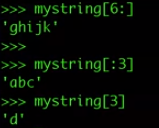 >>> mystring[6:]
'ghijk'
>>>
>>> mystring[:3]
'abc'
>>> mystring[3]
'd'